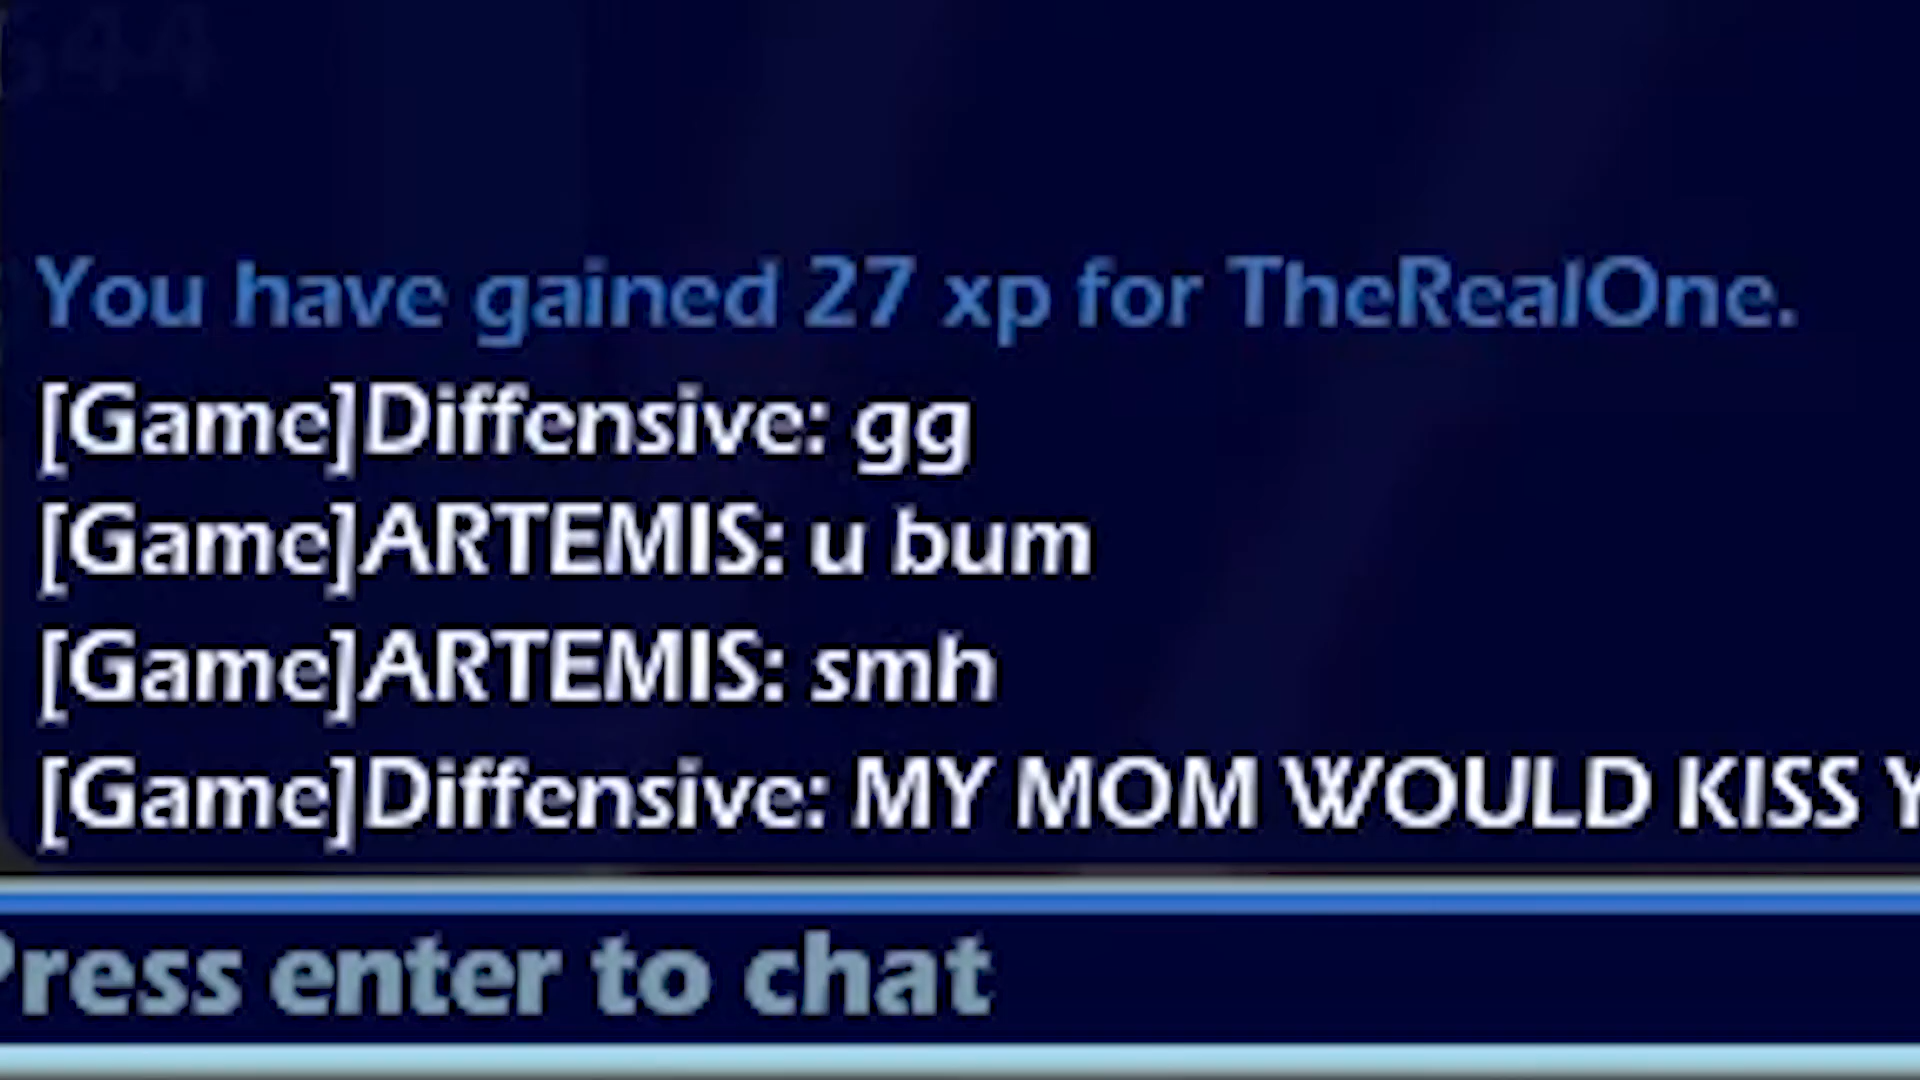 You have gained 27 xp for TheRealOne.
[Game]Diffensive: gg
[Game]ARTEMIS: u bum
[Game]ARTEMIS: smh
[Game]Diffensive: MY MOM WOULD KISS
Press enter to chat